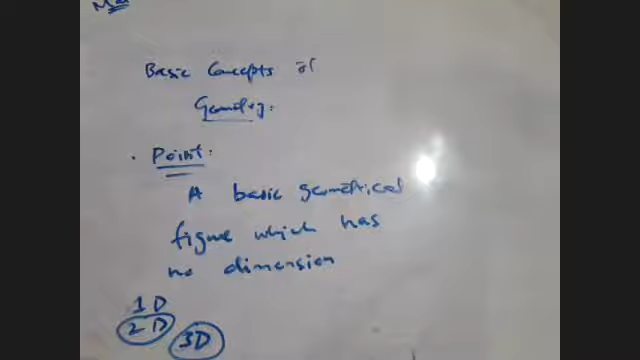 Basic Concepts of
Geometry:
. Point:
A basic geometrical
figure which has
no dimension
1D
2D
3D